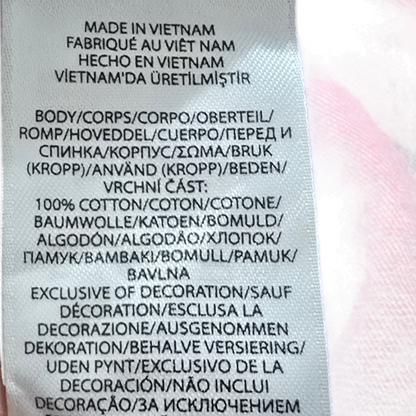 MADE IN VIETNAM
FABRIQUÉ AU VIÊT NAM
HECHO EN VIETNAM
VİETNAM'DA ÜRETİLMİŞTİR
BODY/CORPS/CORPO/OBERTEIL/
ROMP/HOVEDDEL/CUERPO/ПЕРЕД И
СПИНКА/КОРПУС/ΣΩΜΑ/BRUK
(KROPP)/ANVÄND (KROPP)/BEDEN/
VRCHNÍ ČÁST:
100% COTTON/COTON/COTONE/
BAUMWOLLE/KATOEN/BOMULD/
ALGODÓN/ALGODÃO/ХЛОПОК/
ПАМУК/ΒΑΜΒΑΚΙ/BOMULL/PAMUK/
BAVLNA
EXCLUSIVE OF DECORATION/SAUF
DÉCORATION/ESCLUSA LA
DECORAZIONE/AUSGENOMMEN
DEKORATION/BEHALVE VERSIERING/
UDEN PYNT/EXCLUSIVO DE LA
DECORACIÓN/NÃO INCLUI
DECORAÇÃO/ЗА ИСКЛЮЧЕНИЕМ